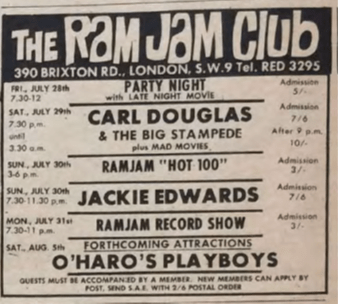 THE RAM JAM CLUB
390 BRIXTON RD., LONDON, S.W.9 Tel. RED 3295
FRI., JULY 28th
7.30-12
PARTY NIGHT
with LATE NIGHT MOVIE
Admission
5/-
SAT., JULY 29th
7.30 p.m.
until
3.30 a.m.
CARL DOUGLAS
& THE BIG STAMPEDE
plus MAD MOVIES
Admission
7/6
After 9 p.m.
10/-
SUN., JULY 30th
3-6 p.m.
RAMJAM "HOT 100"
Admission
3/-
SUN., JULY 30th
7.30-11.30 p.m.
JACKIE EDWARDS
Admission
7/6
MON., JULY 31st
7.30-11 p.m.
RAMJAM RECORD SHOW
Admission
SAT., AUG. 5th
FORTHCOMING ATTRACTIONS
O'HARO'S PLAYBOYS
GUESTS MUST BE ACCOMPANIED BY A MEMBER. NEW MEMBERS CAN APPLY BY
POST. SEND S.A.E. WITH 2/6 POSTAL ORDER